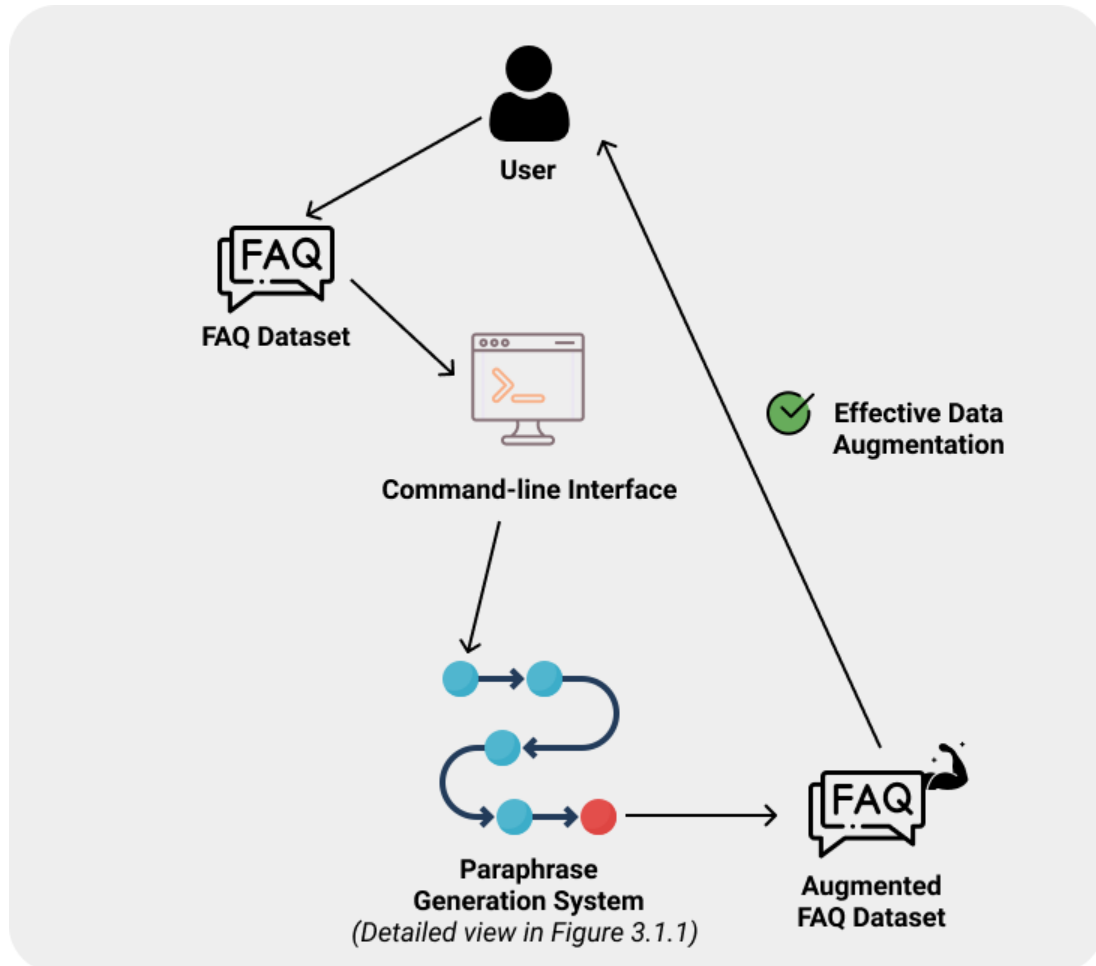 User
FAQ
FAQ Dataset
Command-line Interface
Effective Data
Augmentation
Paraphrase
Generation System
(Detailed view in Figure 3.1.1)
FAQ
Augmented
FAQ Dataset